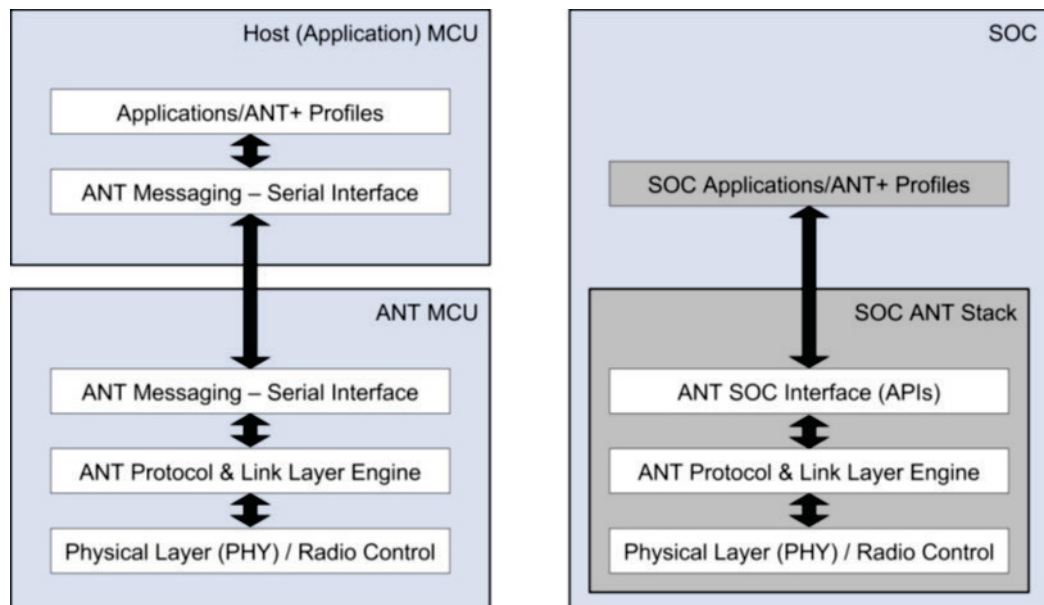 Host (Application) MCU
Applications/ANT+ Profiles
ANT Messaging – Serial Interface
ANT MCU
ANT Messaging – Serial Interface
ANT Protocol & Link Layer Engine
Physical Layer (PHY) / Radio Control
SOC
SOC Applications/ANT+ Profiles
SOC ANT Stack
ANT SOC Interface (APIs)
ANT Protocol & Link Layer Engine
Physical Layer (PHY) / Radio Control